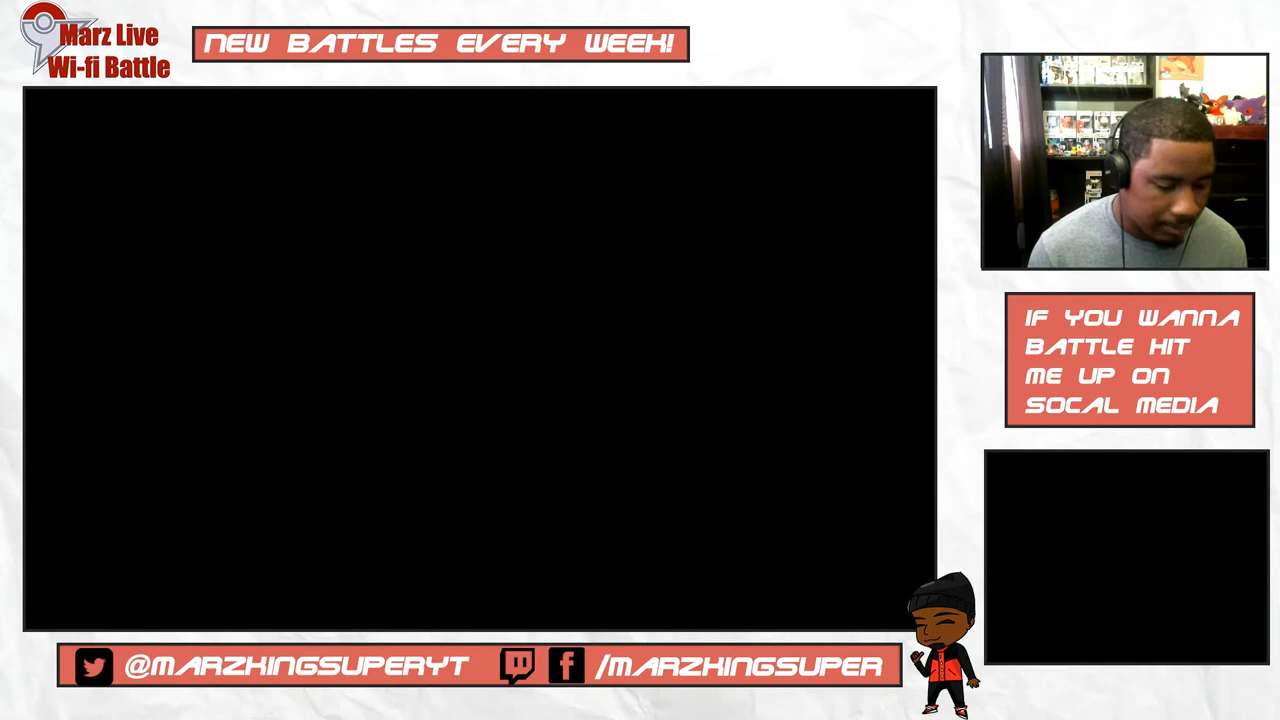 Marz Live
Wi-fi Battle
NEW BATTLES EVERY WEEK!
IF YOU WANNA
BATTLE HIT
ME UP ON
SOCAL MEDIA
@MARZKINGSUPERYT
/MARZKINGSUPER